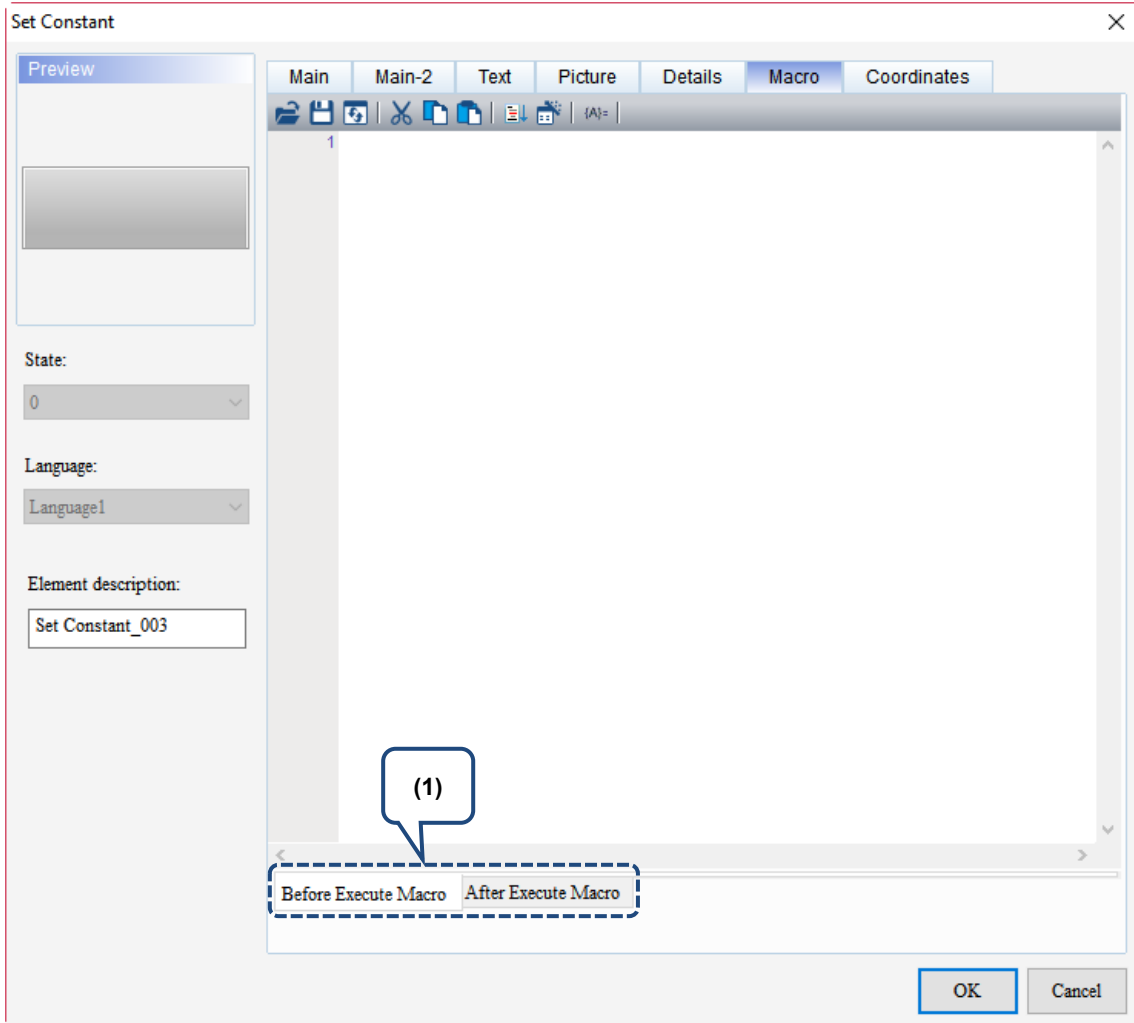 Set Constant
Preview
Main Main-2 Text Picture Details Macro Coordinates
{A}=
1
State:
0
Language:
Language1
Element description:
Set Constant_003
(1)
Before Execute Macro After Execute Macro
OK Cancel